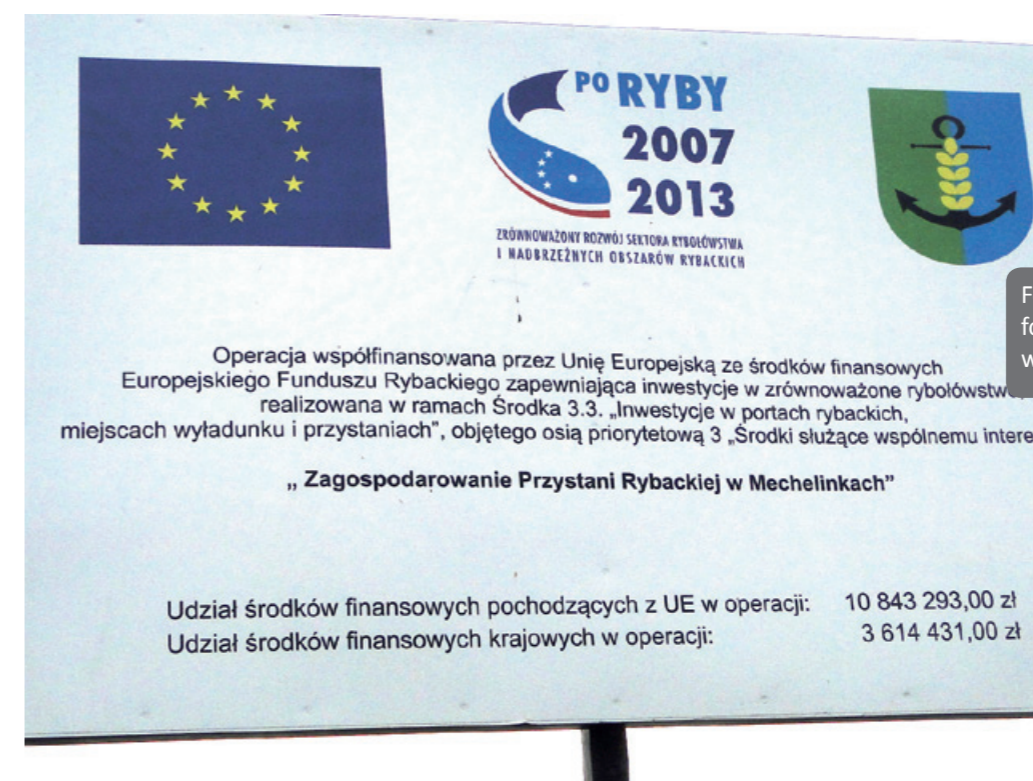 PO RYBY
2007
2013
ZRÓWNOWAŻONY ROZWÓJ SEKTORA RYBOŁÓWSTWA
I NADBRZEŻNYCH OBSZARÓW RYBACKICH
Operacja współfinansowana przez Unię Europejską ze środków finansowych
Europejskiego Funduszu Rybackiego zapewniająca inwestycje w zrównoważone rybołówstw
realizowana w ramach Środka 3.3. „Inwestycje w portach rybackich,
miejscach wyładunku i przystaniach”, objętego osią priorytetową 3 „Środki służące wspólnemu intere
„ Zagospodarowanie Przystani Rybackiej w Mechelinkach”
Udział środków finansowych pochodzących z UE w operacji: 10 843 293,00 zł
Udział środków finansowych krajowych w operacji: 3 614 431,00 zł